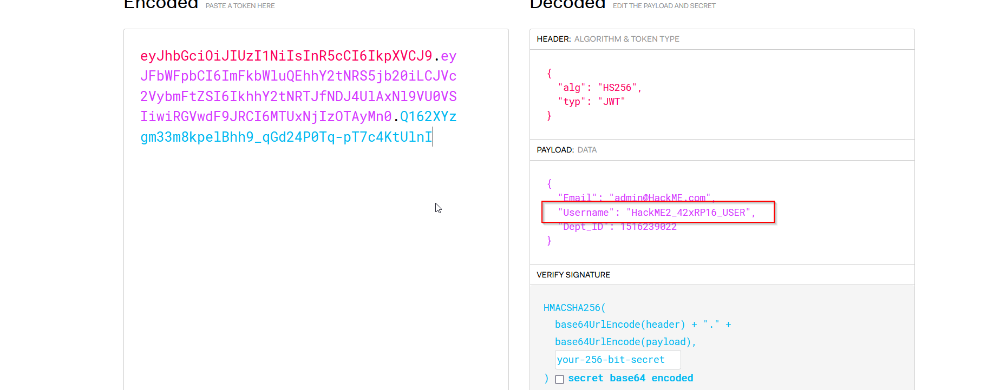 Encoded PASTE A TOKEN HERE
eyJhbGciOiJIUzI1NiIsInR5cCI6IkpXVCJ9.ey
JFbWFpbCI6ImFkbWluQEhhY2tNRS5jb20iLCJVc
2VybmFtZSI6IkhhY2tNRTJfNDJ4UlAxNl9VU0VS
IiwiRGVwdF9JRCI6MTUxNjIzOTAyMn0.Q162XYz
gm33m8kpelBhh9_qGd24P0Tq-pT7c4KtUlnI
Decoded EDIT THE PAYLOAD AND SECRET
HEADER: ALGORITHM & TOKEN TYPE
{
"alg": "HS256",
"typ": "JWT"
}
PAYLOAD: DATA
{
"Email": "admin@HackME.com",
"Username": "HackME2_42xRP16_USER",
"Dept_ID": 1516239022
}
VERIFY SIGNATURE
HMACSHA256(
base64UrlEncode(header) + "." +
base64UrlEncode(payload),
your-256-bit-secret
) secret base64 encoded